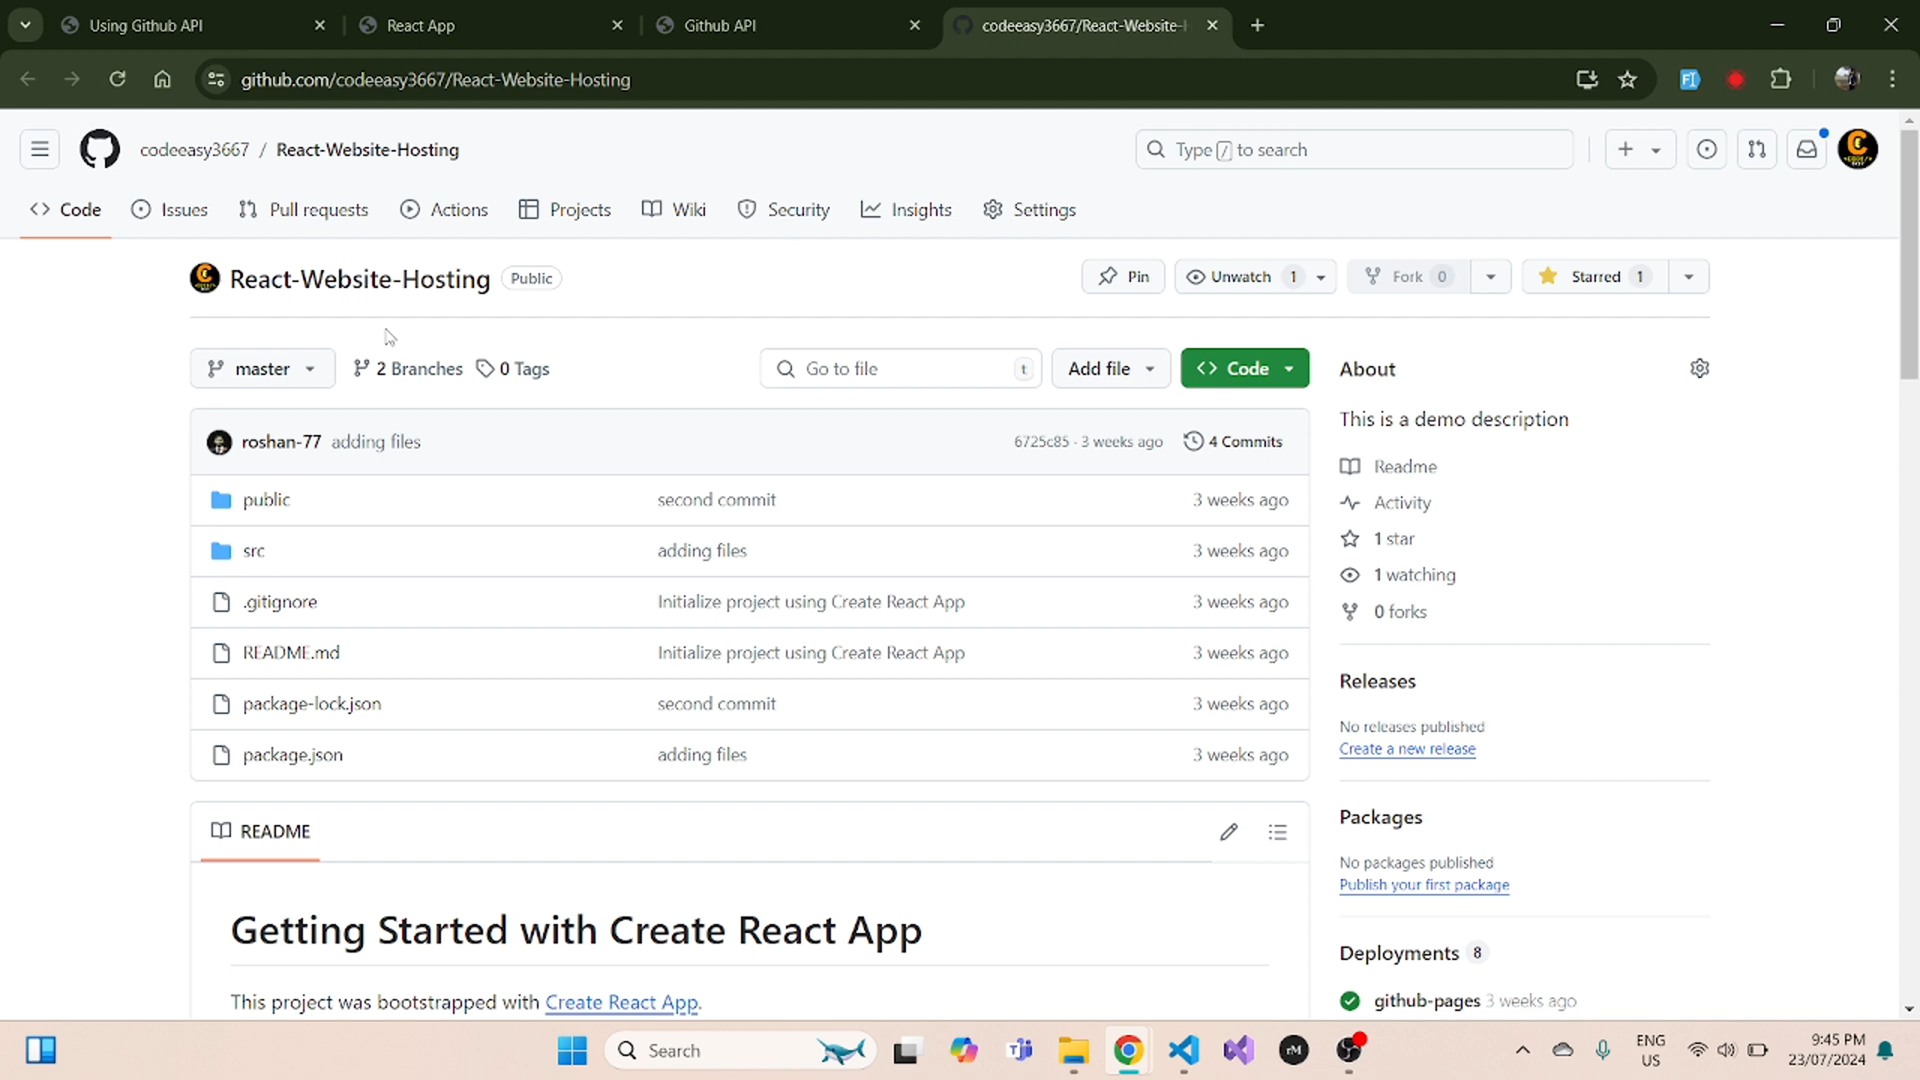 Using Github API
React App
Github API
codeeasy3667/React-Website-H
github.com/codeeasy3667/React-Website-Hosting
codeeasy3667 / React-Website-Hosting
Type / to search
Code
Issues
Pull requests
Actions
Projects
Wiki
Security
Insights
Settings
React-Website-Hosting Public
Pin
Unwatch 1
Fork 0
Starred 1
master
2 Branches
0 Tags
Go to file t
Add file
Code
roshan-77 adding files 6725c85 · 3 weeks ago 4 Commits
public second commit 3 weeks ago
src adding files 3 weeks ago
.gitignore Initialize project using Create React App 3 weeks ago
README.md Initialize project using Create React App 3 weeks ago
package-lock.json second commit 3 weeks ago
package.json adding files 3 weeks ago
README
Getting Started with Create React App
This project was bootstrapped with Create React App.
About
This is a demo description
Readme
Activity
1 star
1 watching
0 forks
Releases
No releases published
Create a new release
Packages
No packages published
Publish your first package
Deployments 8
github-pages 3 weeks ago
Search
ENG
US
9:45 PM
23/07/2024